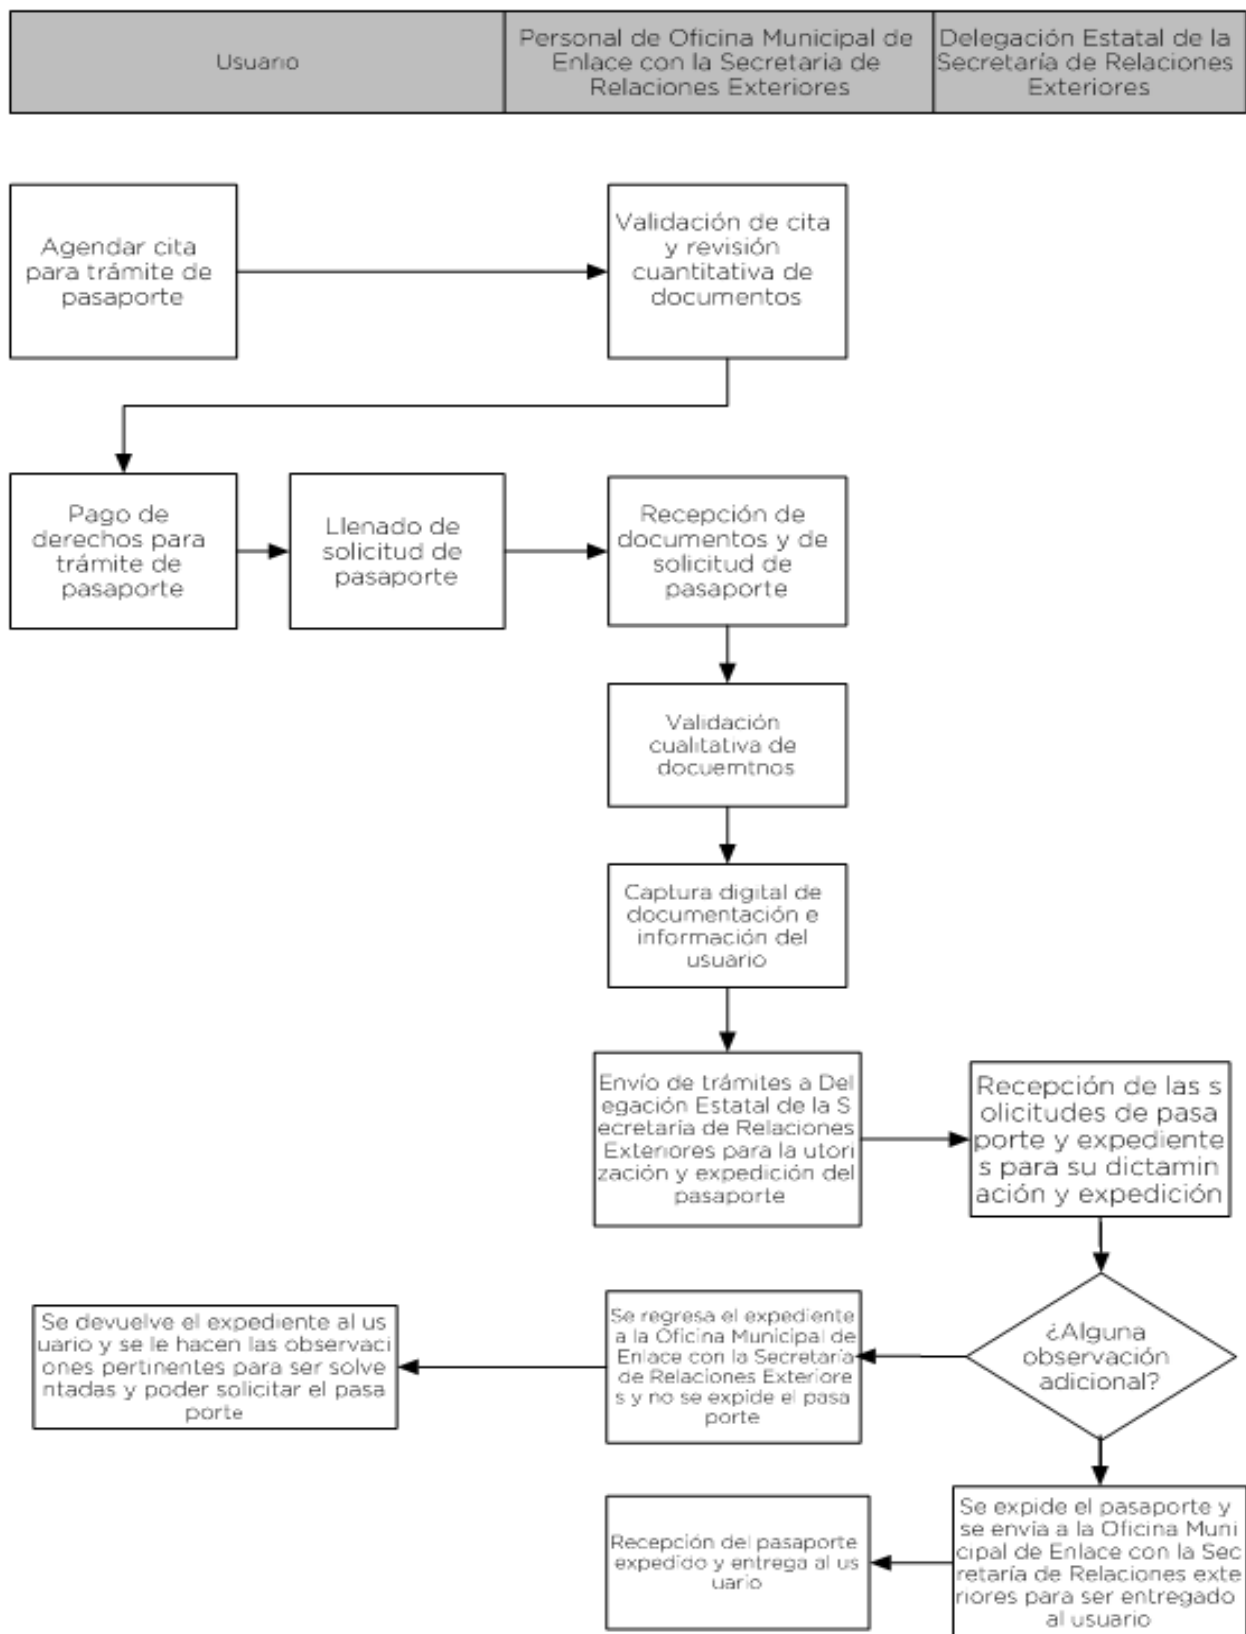 Usuario
Personal de Oficina Municipal de
Enlace con la Secretaria de
Relaciones Exteriores
Delegación Estatal de la
Secretaría de Relaciones
Exteriores
Agendar cita
para trámite de
pasaporte
Validación de cita
y revisión
cuantitativa de
documentos
Pago de
derechos para
trámite de
pasaporte
Llenado de
solicitud de
pasaporte
Recepción de
documentos y de
solicitud de
pasaporte
Validación
cualitativa de
docuemtnos
Captura digital de
documentación e
información del
usuario
Envío de trámites a Del
egación Estatal de la S
ecretaría de Relaciones
Exteriores para la utori
zación y expedición del
pasaporte
Recepción de las s
olicitudes de pasa
porte y expediente
s para su dictamin
ación y expedición
¿Alguna
observación
adicional?
Se regresa el expediente
a la Oficina Municipal de
Enlace con la Secretaría
de Relaciones Exteriore
s y no se expide el pasa
porte
Se devuelve el expediente al us
uario y se le hacen las observaci
ones pertinentes para ser solve
ntadas y poder solicitar el pasa
porte
Se expide el pasaporte y
se envía a la Oficina Muni
cipal de Enlace con la Sec
retaría de Relaciones exte
riores para ser entregado
al usuario
Recepción del pasaporte
expedido y entrega al us
uario